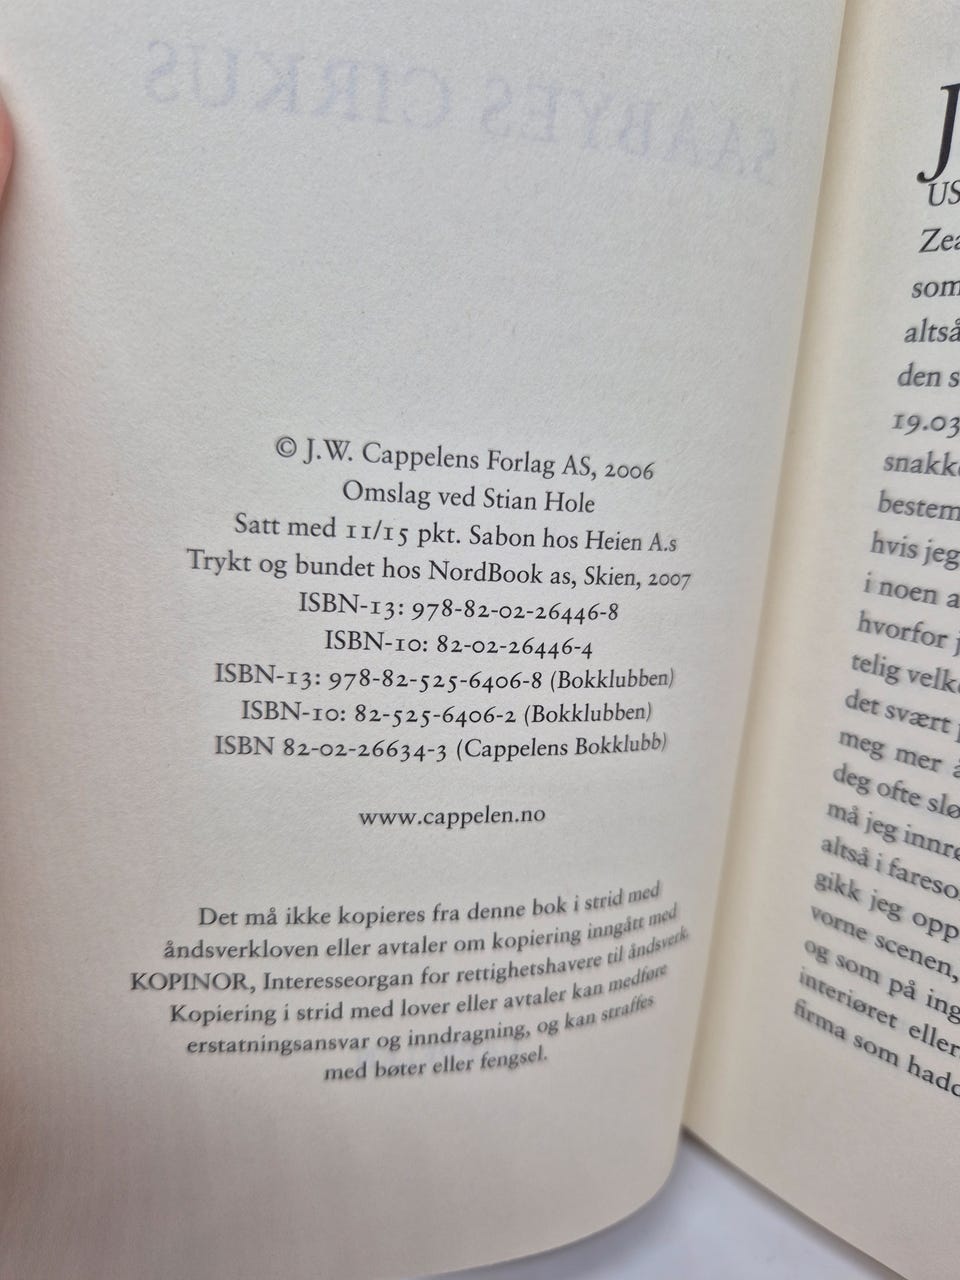 SAABYES CIRKUS
© J.W. Cappelens Forlag AS, 2006
Omslag ved Stian Hole
Satt med 11/15 pkt. Sabon hos Heien A.s
Trykt og bundet hos NordBook as, Skien, 2007
ISBN-13: 978-82-02-26446-8
ISBN-10: 82-02-26446-4
ISBN-13: 978-82-525-6406-8 (Bokklubben)
ISBN-10: 82-525-6406-2 (Bokklubben)
ISBN 82-02-26634-3 (Cappelens Bokklubb)
www.cappelen.no
Det må ikke kopieres fra denne bok i strid med
åndsverkloven eller avtaler om kopiering inngått med
KOPINOR, Interesseorgan for rettighetshavere til åndsverk.
Kopiering i strid med lover eller avtaler kan medføre
erstatningsansvar og inndragning, og kan straffes
med bøter eller fengsel.
J
US
Zea
som
altså
den s
19.03
snakk
bestem
hvis jeg
i noen a
hvorfor j
telig velk
det svært
meg mer å
deg ofte slø
må jeg innrø
altså i fareso
gikk jeg opp
vorne scenen,
og som på ing
interiøret eller
firma som hadd